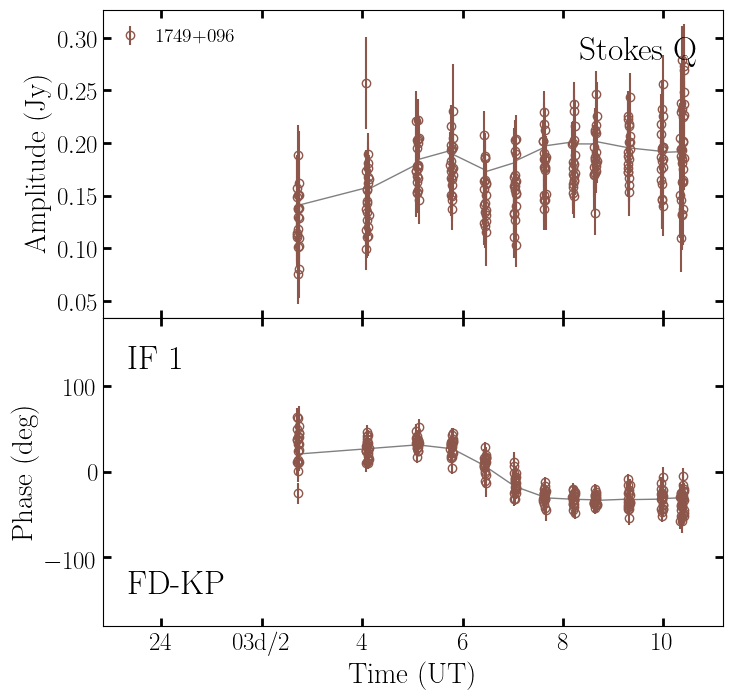 1749+096
Stokes Q
0.30
0.25
0.20
0.15
0.10
0.05
Amplitude (Jy)
IF 1
100
0
−100
Phase (deg)
FD-KP
24 03d/2 4 6 8 10
Time (UT)